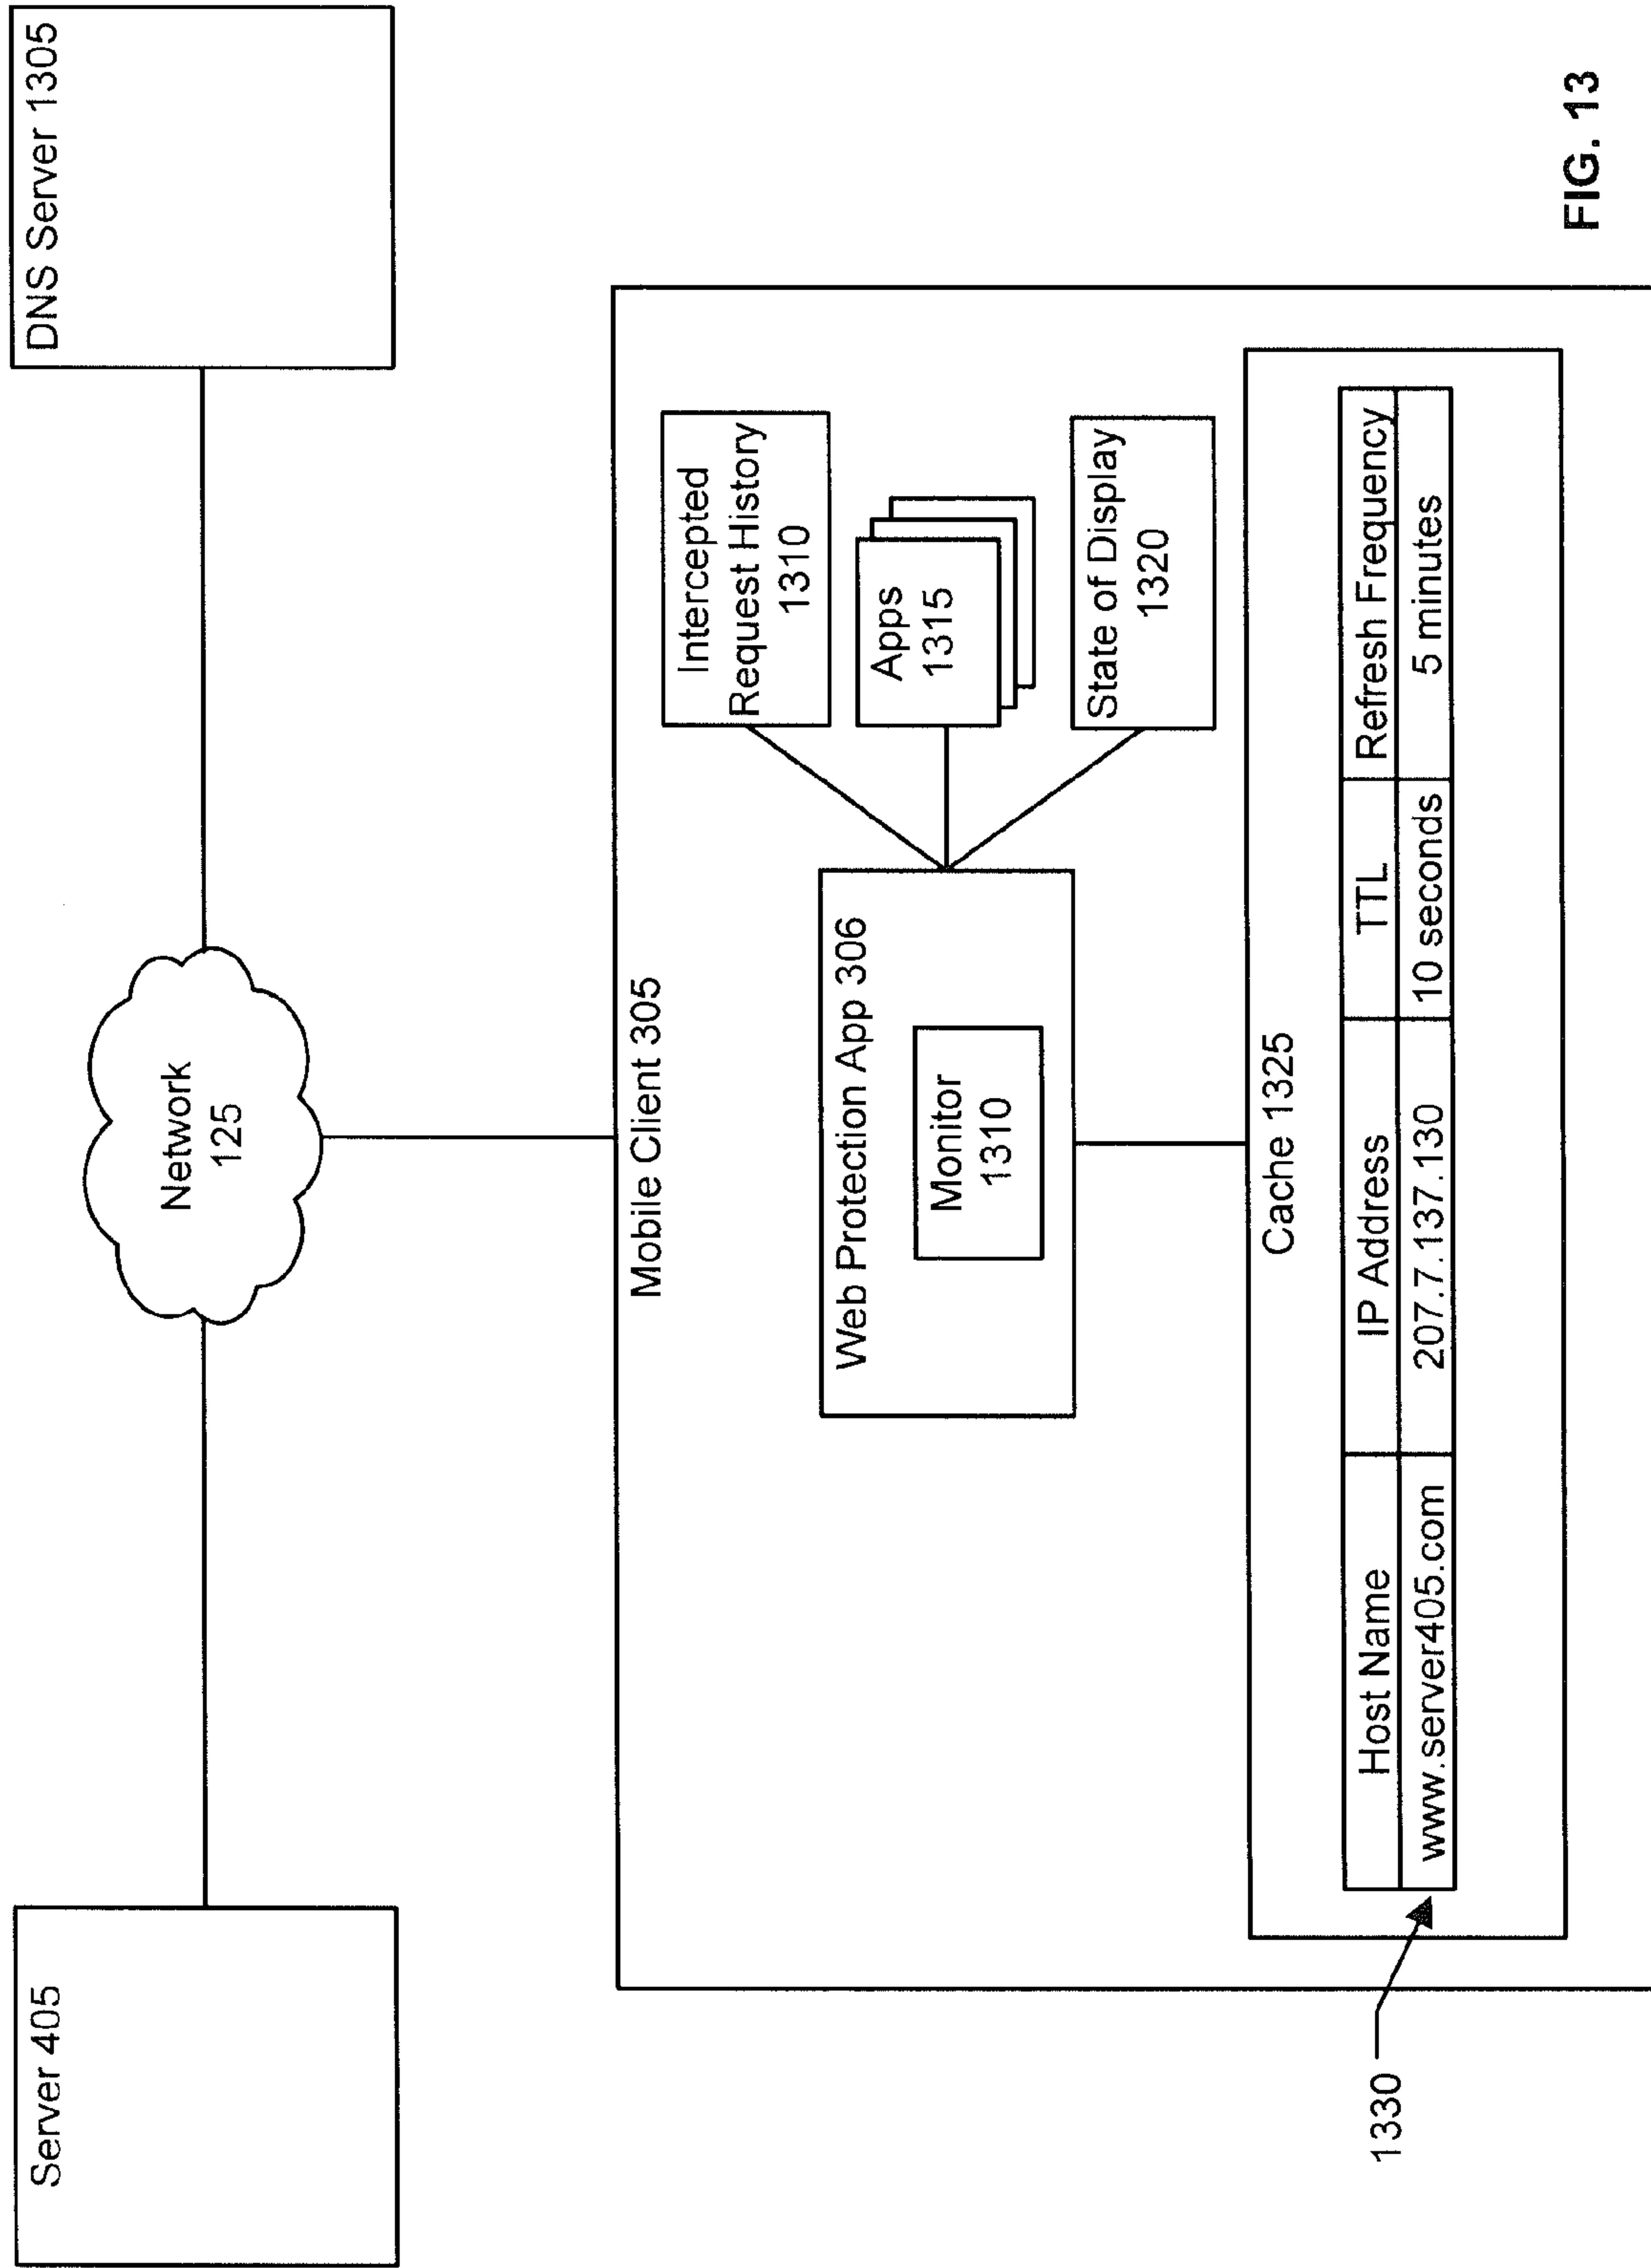 Server 405
DNS Server 1305
Network
125
Mobile Client 305
Web Protection App 306
Monitor
1310
Intercepted
Request History
1310
Apps
1315
State of Display
1320
Cache 1325
Host Name IP Address TTL Refresh Frequency
www.server405.com 207.7.137.130 10 seconds 5 minutes
1330
FIG. 13